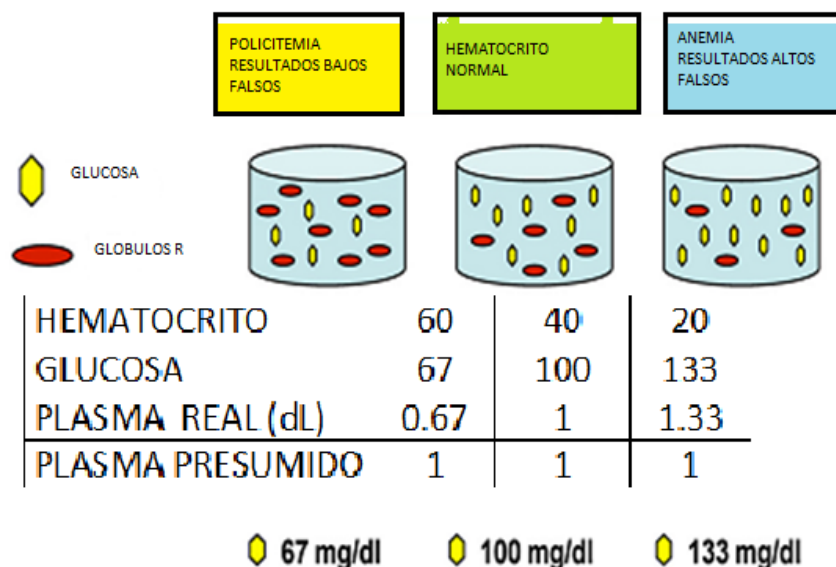 POLICITEMIA
RESULTADOS BAJOS
FALSOS
HEMATOCRITO
NORMAL
ANEMIA
RESULTADOS ALTOS
FALSOS
GLUCOSA
GLOBULOS R
HEMATOCRITO 60 40 20
GLUCOSA 67 100 133
PLASMA REAL (dL) 0.67 1 1.33
PLASMA PRESUMIDO 1 1 1
67 mg/dl 100 mg/dl 133 mg/dl